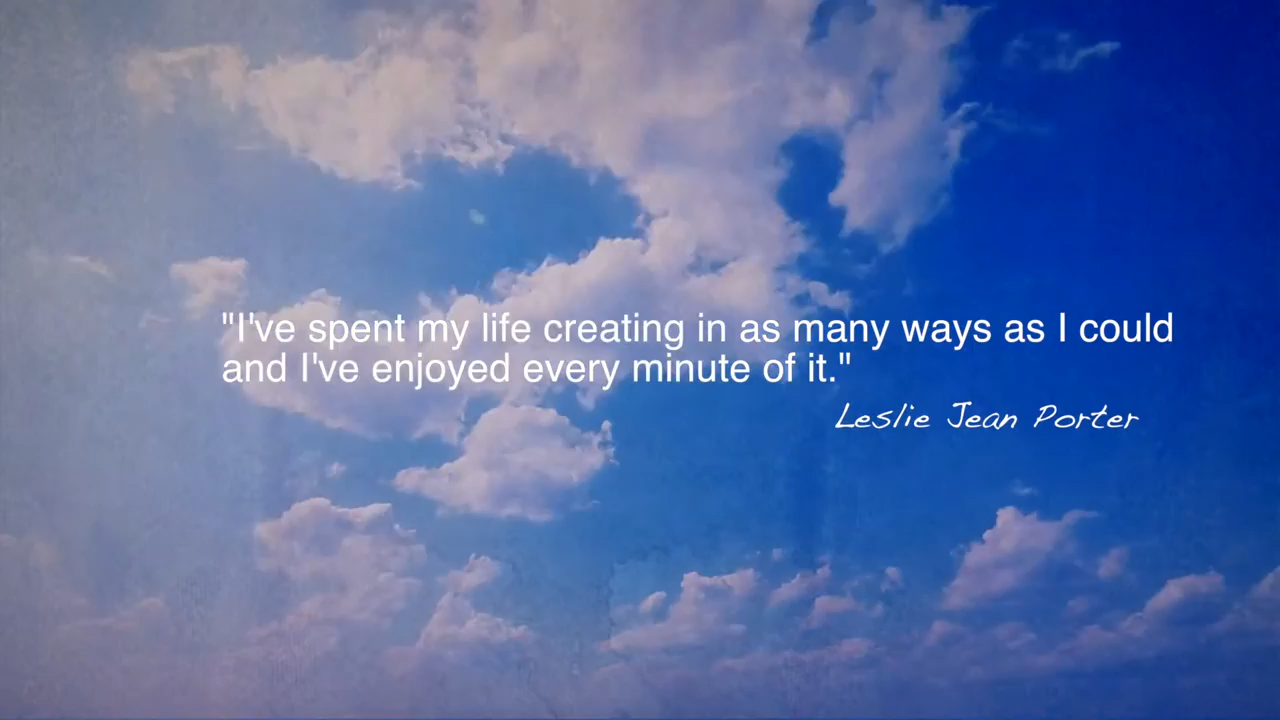 "I've spent my life creating in as many ways as I could
and I've enjoyed every minute of it."
Leslie Jean Porter